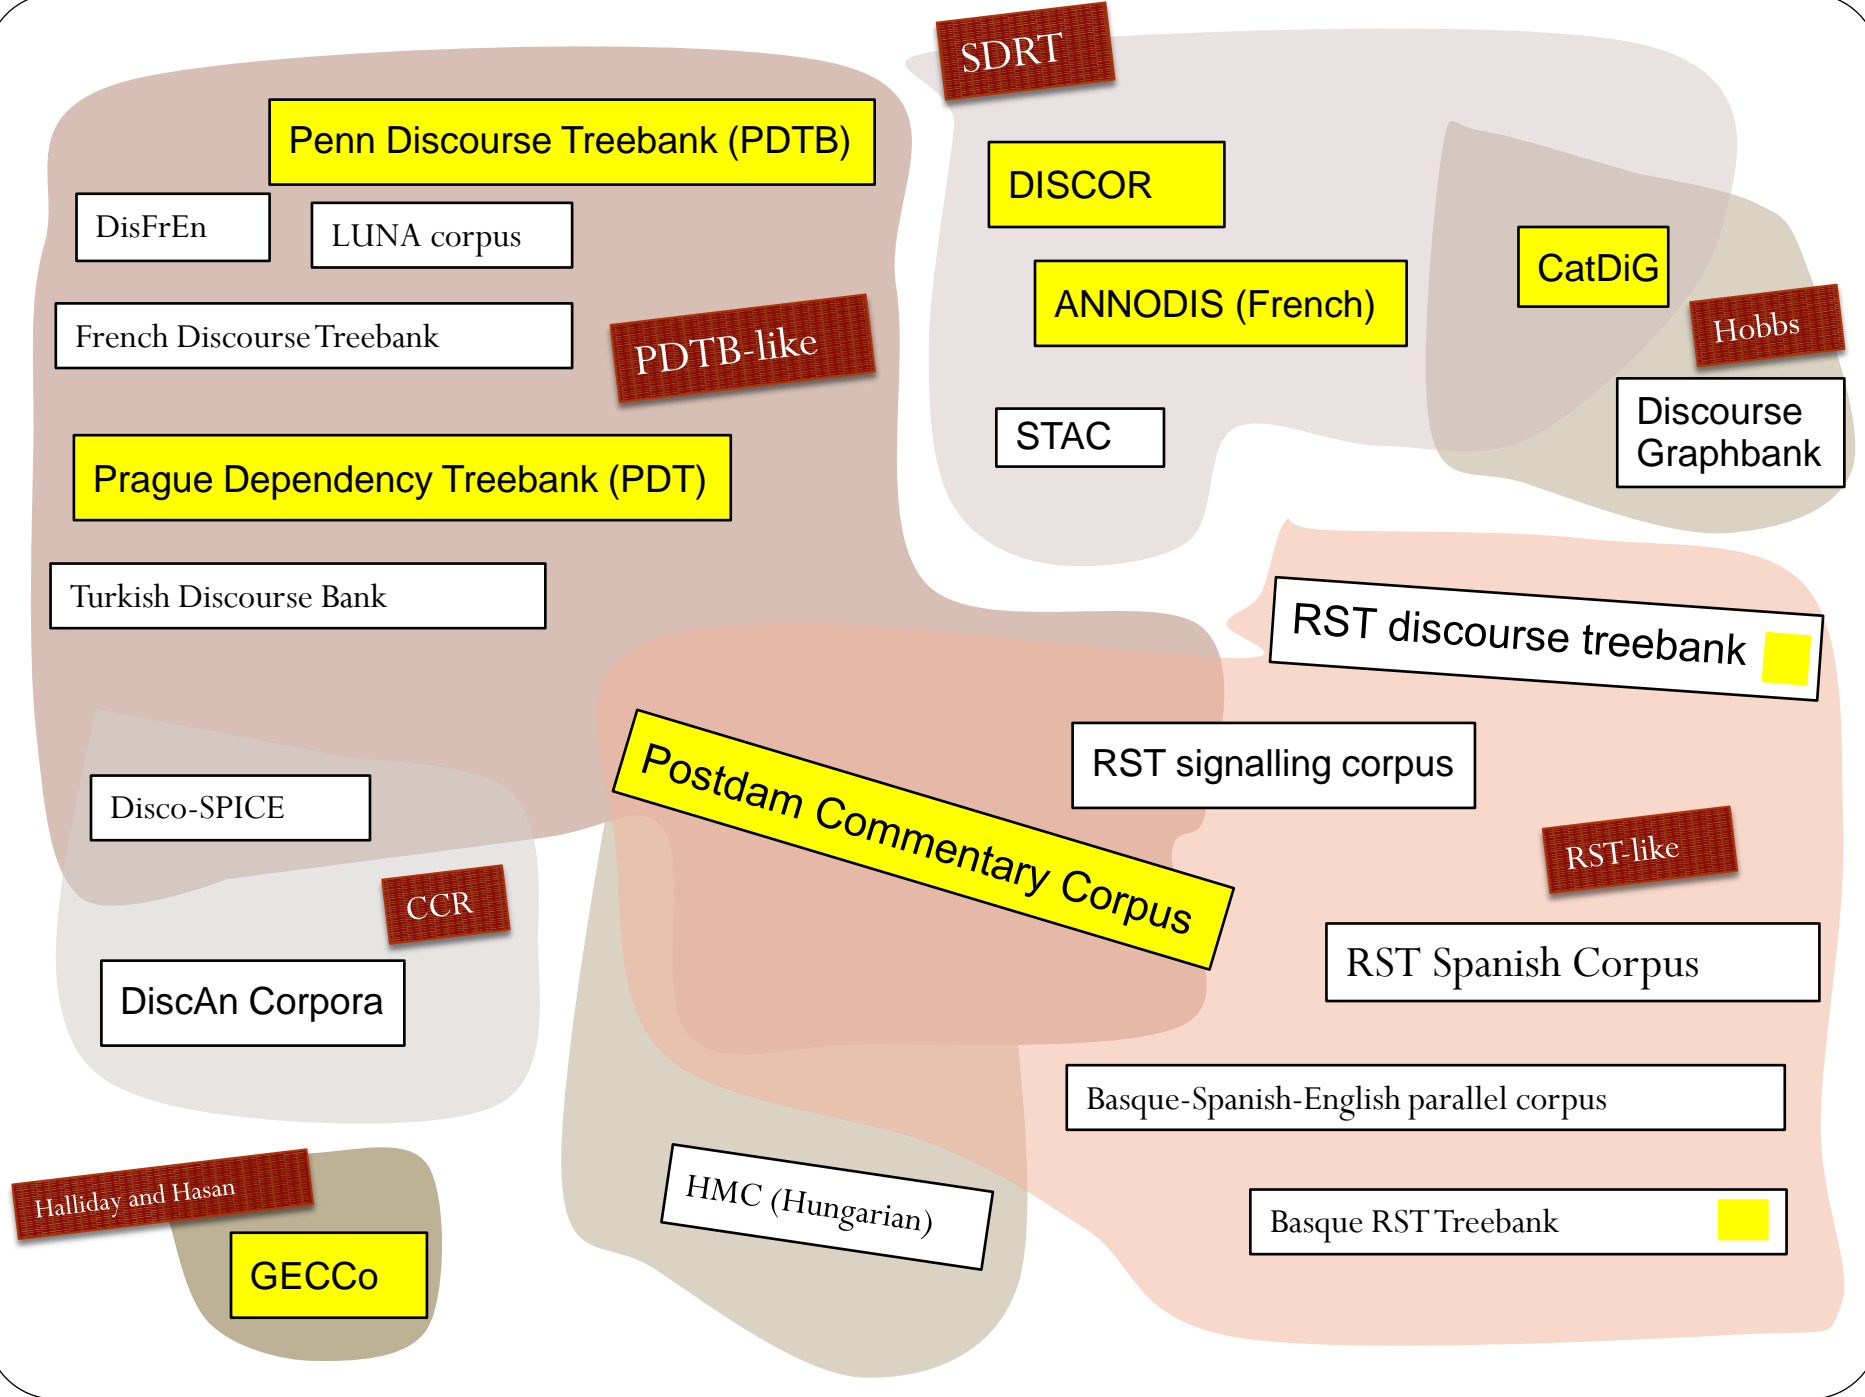 SDRT
Penn Discourse Treebank (PDTB)
DISCOR
DisFrEn
LUNA corpus
CatDiG
ANNODIS (French)
Hobbs
French Discourse Treebank
PDTB-like
Discourse
Graphbank
STAC
Prague Dependency Treebank (PDT)
Turkish Discourse Bank
RST discourse treebank
RST signalling corpus
Postdam Commentary Corpus
Disco-SPICE
RST-like
CCR
RST Spanish Corpus
DiscAn Corpora
Basque-Spanish-English parallel corpus
Halliday and Hasan
HMC (Hungarian)
Basque RST Treebank
GECCo